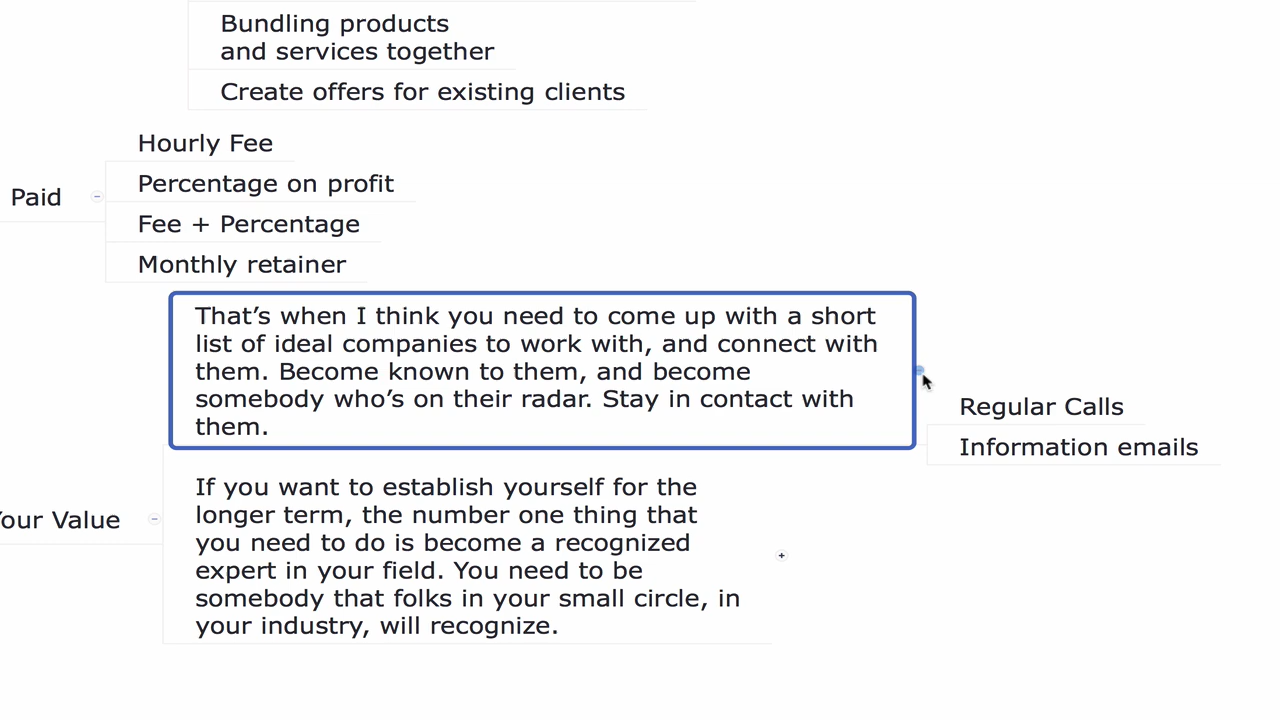 Bundling products
and services together
Create offers for existing clients
Hourly Fee
Paid
Percentage on profit
Fee + Percentage
Monthly retainer
That’s when I think you need to come up with a short
list of ideal companies to work with, and connect with
them. Become known to them, and become
somebody who’s on their radar. Stay in contact with
them.
Regular Calls
Information emails
Your Value
If you want to establish yourself for the
longer term, the number one thing that
you need to do is become a recognized
expert in your field. You need to be
somebody that folks in your small circle, in
your industry, will recognize.